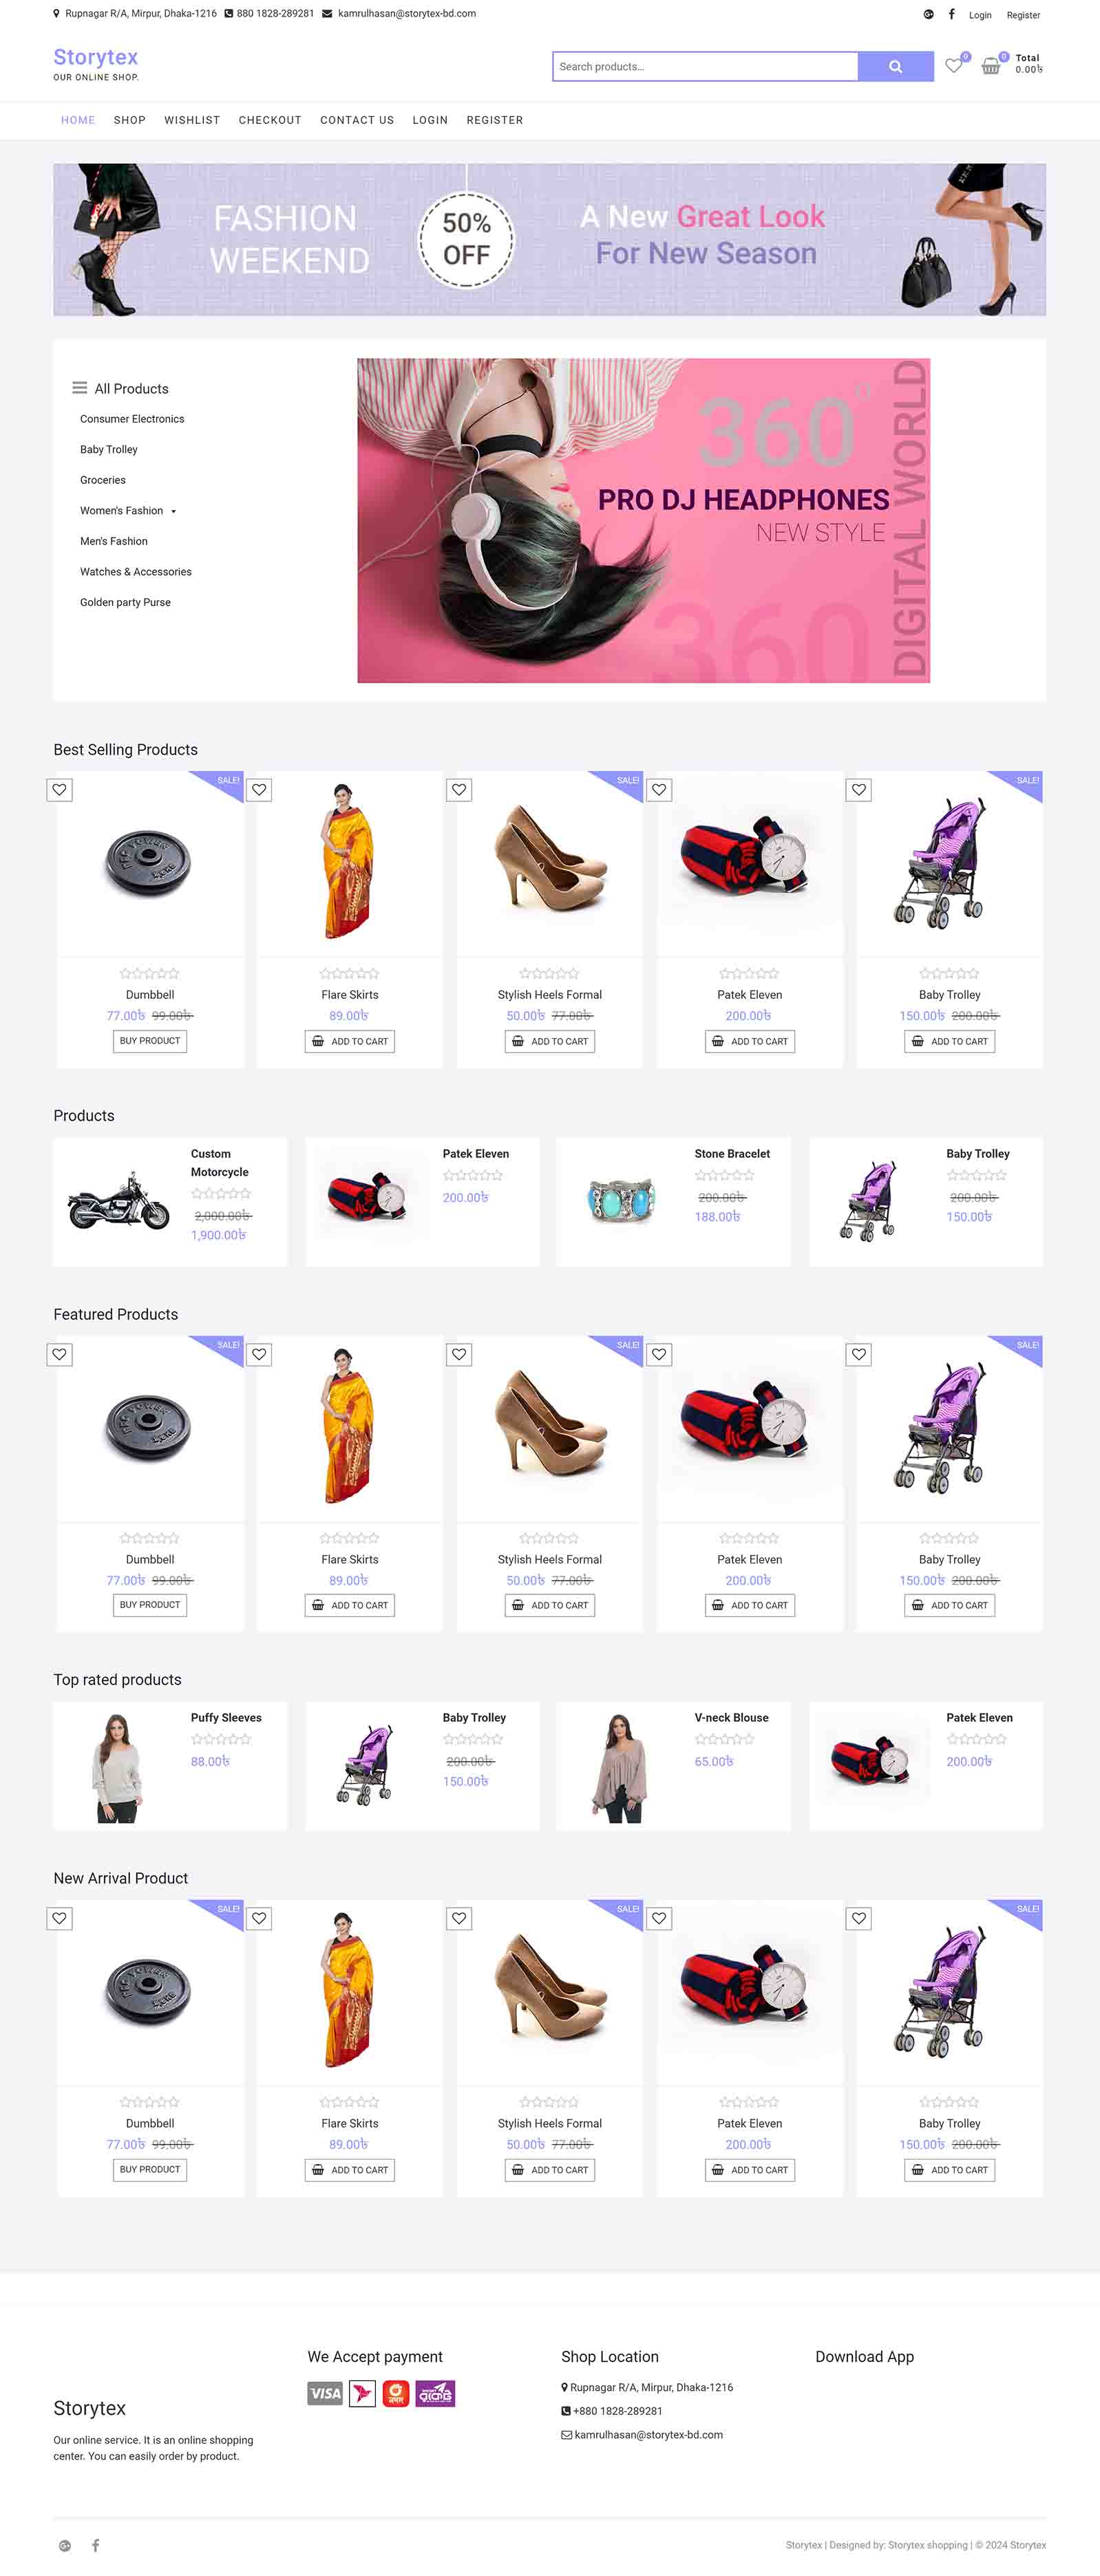 Rupnagar R/A, Mirpur, Dhaka-1216 880 1828-289281 kamrulhasan@storytex-bd.com
Login Register
Storytex
OUR ONLINE SHOP.
Search products...
0
0
Total
0.00৳
HOME SHOP WISHLIST CHECKOUT CONTACT US LOGIN REGISTER
FASHION
WEEKEND
50%
OFF
A New Great Look
For New Season
All Products
Consumer Electronics
Baby Trolley
Groceries
Women's Fashion
Men's Fashion
Watches & Accessories
Golden party Purse
360°
PRO DJ HEADPHONES
NEW STYLE
360
DIGITAL WORLD
Best Selling Products
SALE! SALE! SALE!
Dumbbell Flare Skirts Stylish Heels Formal Patek Eleven Baby Trolley
77.00৳ 99.00৳ 89.00৳ 50.00৳ 77.00৳ 200.00৳ 150.00৳ 200.00৳
BUY PRODUCT ADD TO CART ADD TO CART ADD TO CART ADD TO CART
Products
Custom
Motorcycle
2,000.00৳
1,900.00৳
Patek Eleven
200.00৳
Stone Bracelet
200.00৳
188.00৳
Baby Trolley
200.00৳
150.00৳
Featured Products
SALE! SALE! SALE!
Dumbbell Flare Skirts Stylish Heels Formal Patek Eleven Baby Trolley
77.00৳ 99.00৳ 89.00৳ 50.00৳ 77.00৳ 200.00৳ 150.00৳ 200.00৳
BUY PRODUCT ADD TO CART ADD TO CART ADD TO CART ADD TO CART
Top rated products
Puffy Sleeves
88.00৳
Baby Trolley
200.00৳
150.00৳
V-neck Blouse
65.00৳
Patek Eleven
200.00৳
New Arrival Product
SALE! SALE! SALE!
Dumbbell Flare Skirts Stylish Heels Formal Patek Eleven Baby Trolley
77.00৳ 99.00৳ 89.00৳ 50.00৳ 77.00৳ 200.00৳ 150.00৳ 200.00৳
BUY PRODUCT ADD TO CART ADD TO CART ADD TO CART ADD TO CART
Storytex
Our online service. It is an online shopping
center. You can easily order by product.
We Accept payment
VISA
Shop Location
Rupnagar R/A, Mirpur, Dhaka-1216
+880 1828-289281
kamrulhasan@storytex-bd.com
Download App
Storytex | Designed by: Storytex shopping | © 2024 Storytex